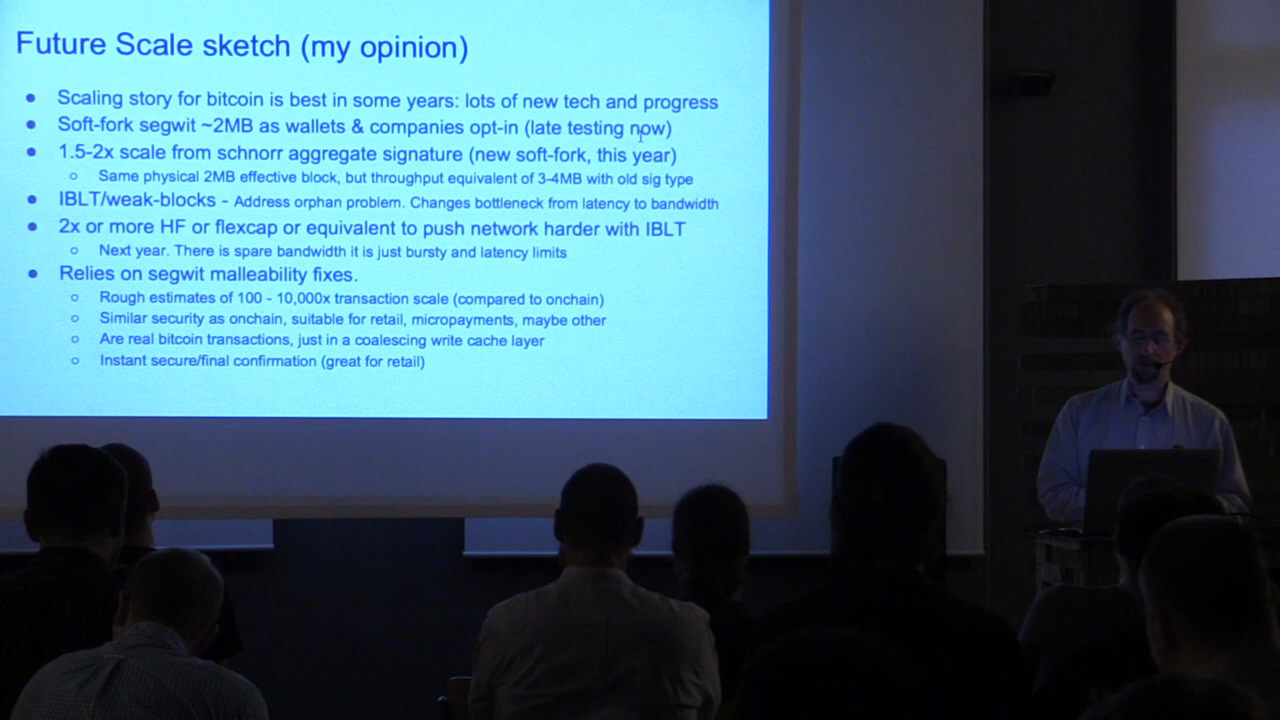 Future Scale sketch (my opinion)
Scaling story for bitcoin is best in some years: lots of new tech and progress
Soft-fork segwit ~2MB as wallets & companies opt-in (late testing now)
1.5-2x scale from schnorr aggregate signature (new soft-fork, this year)
Same physical 2MB effective block, but throughput equivalent of 3-4MB with old sig type
IBLT/weak-blocks - Address orphan problem. Changes bottleneck from latency to bandwidth
2x or more HF or flexcap or equivalent to push network harder with IBLT
Next year. There is spare bandwidth it is just bursty and latency limits
Relies on segwit malleability fixes.
Rough estimates of 100 - 10,000x transaction scale (compared to onchain)
Similar security as onchain, suitable for retail, micropayments, maybe other
Are real bitcoin transactions, just in a coalescing write cache layer
Instant secure/final confirmation (great for retail)